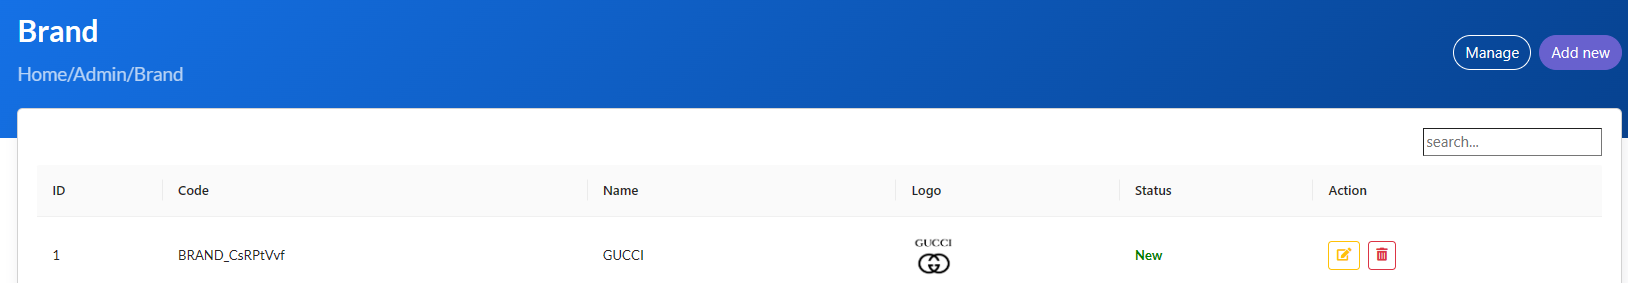 Brand
Home/Admin/Brand
Manage Add new
search...
ID Code Name Logo Status Action
GUCCI
1 BRAND_CsRPtVvf GUCCI New